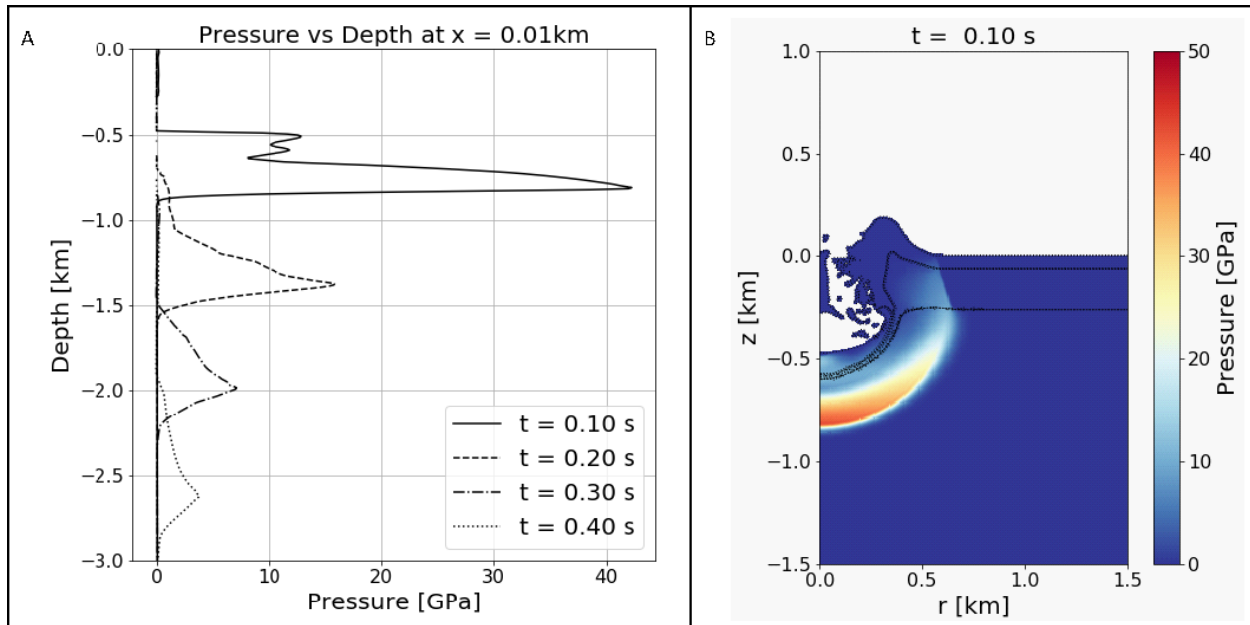 A
Pressure vs Depth at x = 0.01km
0.0
−0.5
−1.0
−1.5
−2.0
−2.5
−3.0
Depth [km]
0
10
20
30
40
Pressure [GPa]
t = 0.10 s
t = 0.20 s
t = 0.30 s
t = 0.40 s
B
t =  0.10 s
1.0
0.5
0.0
−0.5
−1.0
−1.5
z [km]
0.0
0.5
1.0
1.5
r [km]
50
40
30
20
10
0
Pressure [GPa]